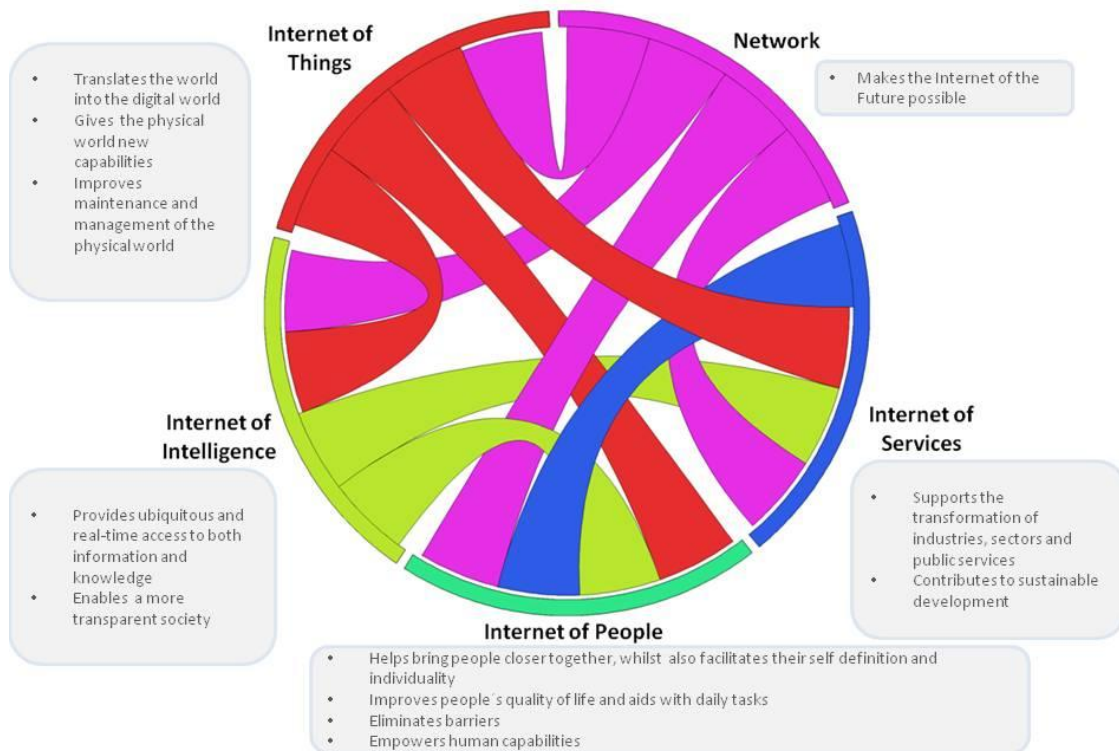 Internet of
Things
• Translates the world
into the digital world
• Gives the physical
world new
capabilities
• Improves
maintenance and
management of the
physical world
Network
• Makes the Internet of the
Future possible
Internet of
Intelligence
• Provides ubiquitous and
real-time access to both
information and
knowledge
• Enables a more
transparent society
Internet of
Services
• Supports the
transformation of
industries, sectors and
public services
• Contributes to sustainable
development
Internet of People
• Helps bring people closer together, whilst also facilitates their self definition and
individuality
• Improves people´s quality of life and aids with daily tasks
• Eliminates barriers
• Empowers human capabilities